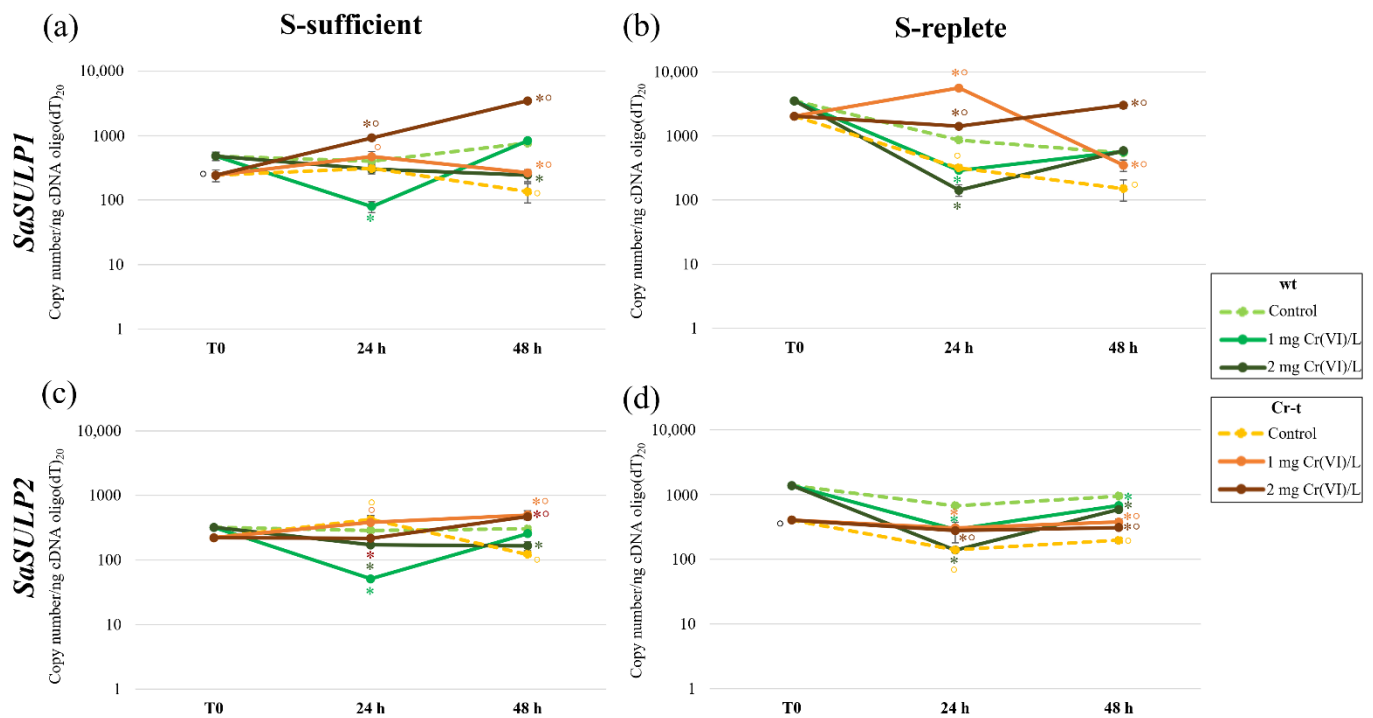 (a)
S-sufficient
(b)
S-replete
SaSULP1
Copy number/ng cDNA oligo(dT)20
10,000
1000
100
10
1
T0
24 h
48 h
*°
*°
°
*°
*
°
°
*
Copy number/ng cDNA oligo(dT)20
10,000
1000
100
10
1
T0
24 h
48 h
*°
*°
*°
°
*°
*
°
*
wt
Control
1 mg Cr(VI)/L
2 mg Cr(VI)/L
Cr-t
Control
1 mg Cr(VI)/L
2 mg Cr(VI)/L
(c)
(d)
SaSULP2
Copy number/ng cDNA oligo(dT)20
10,000
1000
100
10
1
T0
24 h
48 h
°
°
*°
*°
*
*
*
°
*
Copy number/ng cDNA oligo(dT)20
10,000
1000
100
10
1
T0
24 h
48 h
*
*
°
*
*
*°
*°
*°
*
°
°